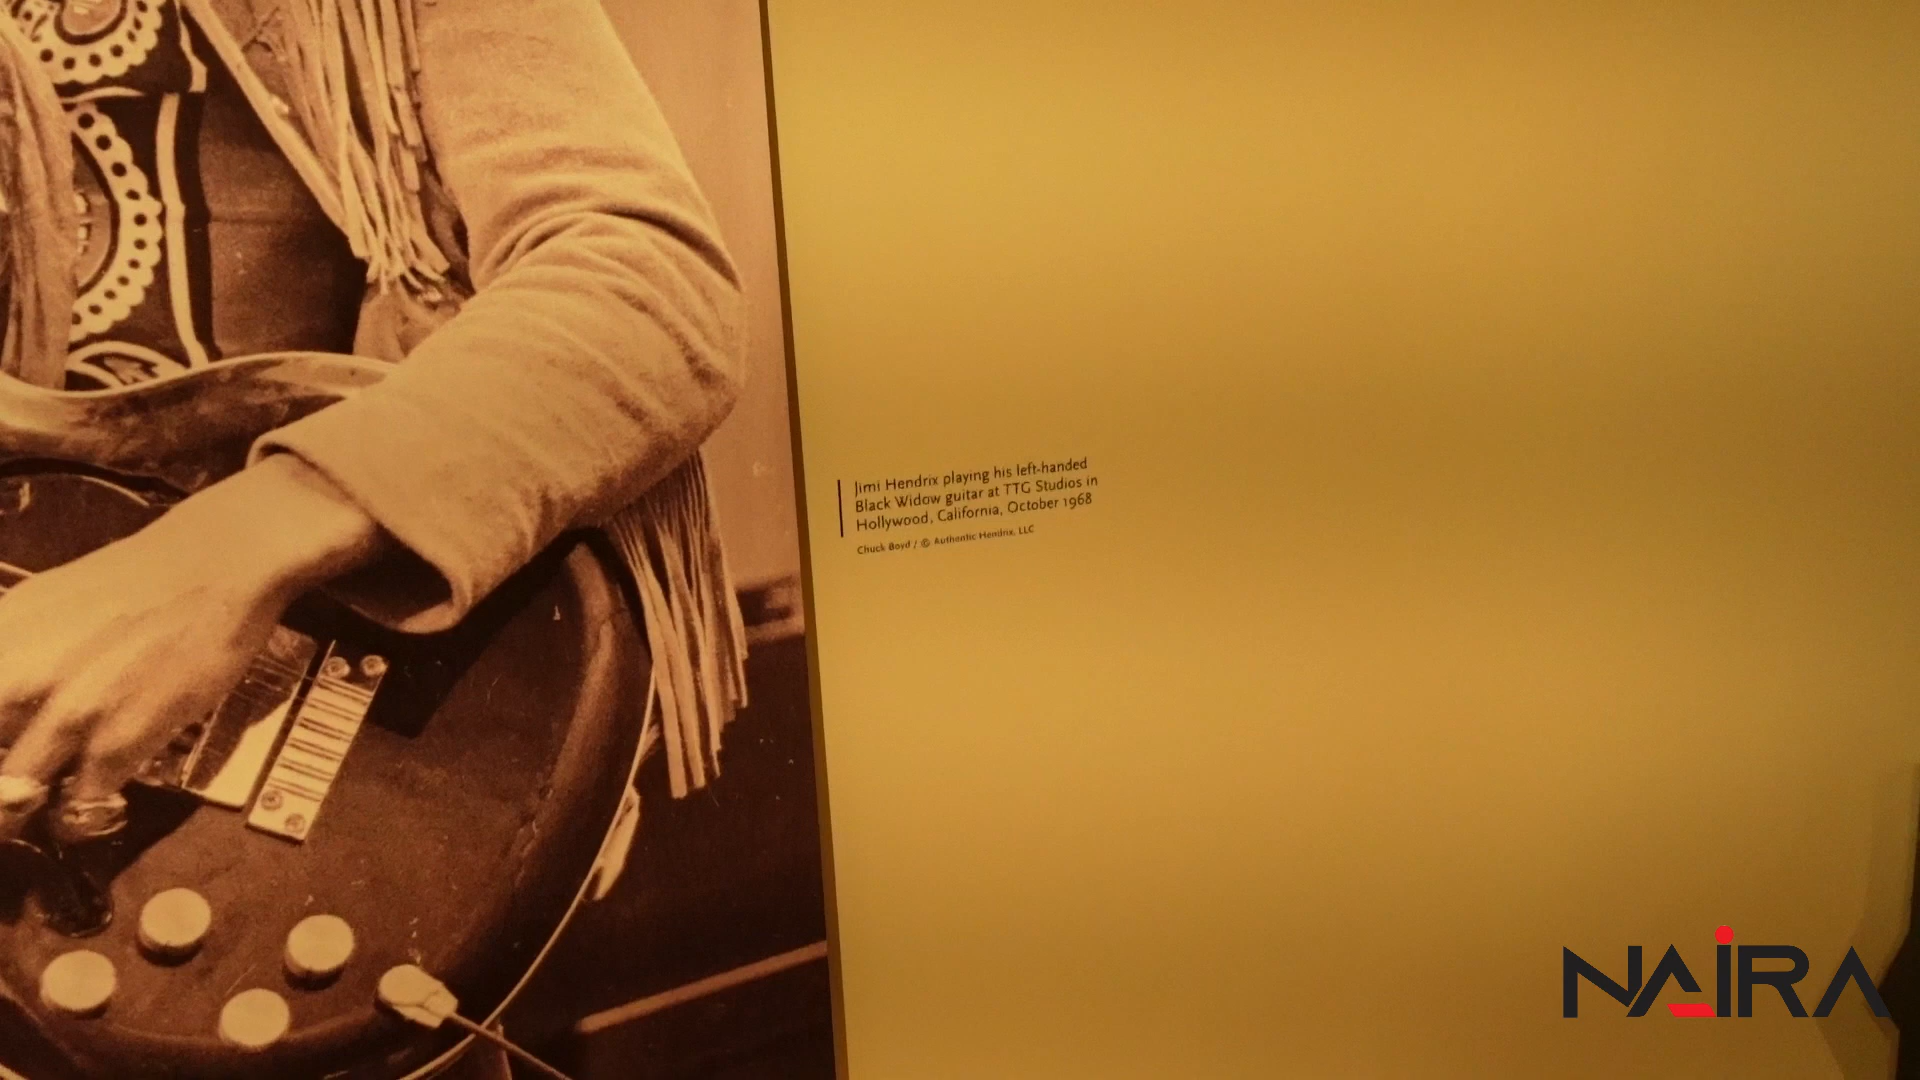 Jimi Hendrix playing his left-handed
Black Widow guitar at TTG Studios in
Hollywood, California, October 1968
Chuck Boyd / © Authentic Hendrix, LLC
NAIRA